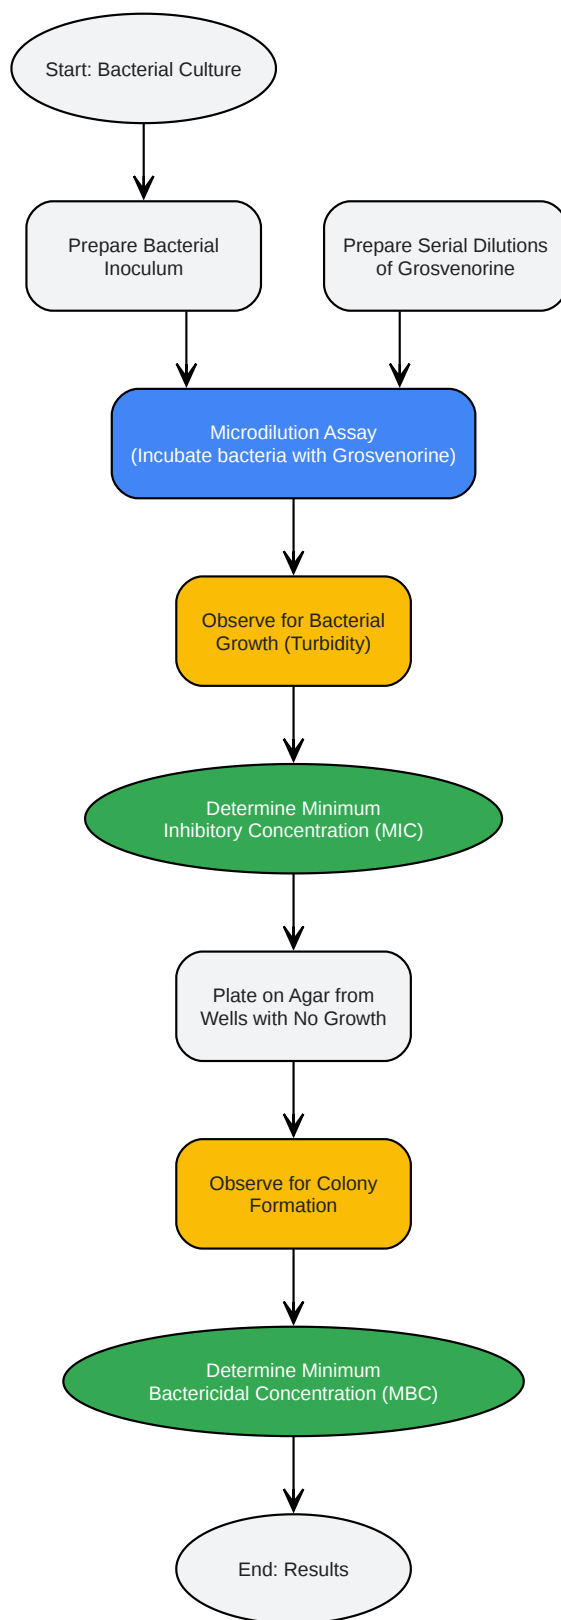 Start: Bacterial Culture
Prepare Bacterial
Inoculum
Prepare Serial Dilutions
of Grosvenorine
Microdilution Assay
(Incubate bacteria with Grosvenorine)
Observe for Bacterial
Growth (Turbidity)
Determine Minimum
Inhibitory Concentration (MIC)
Plate on Agar from
Wells with No Growth
Observe for Colony
Formation
Determine Minimum
Bactericidal Concentration (MBC)
End: Results